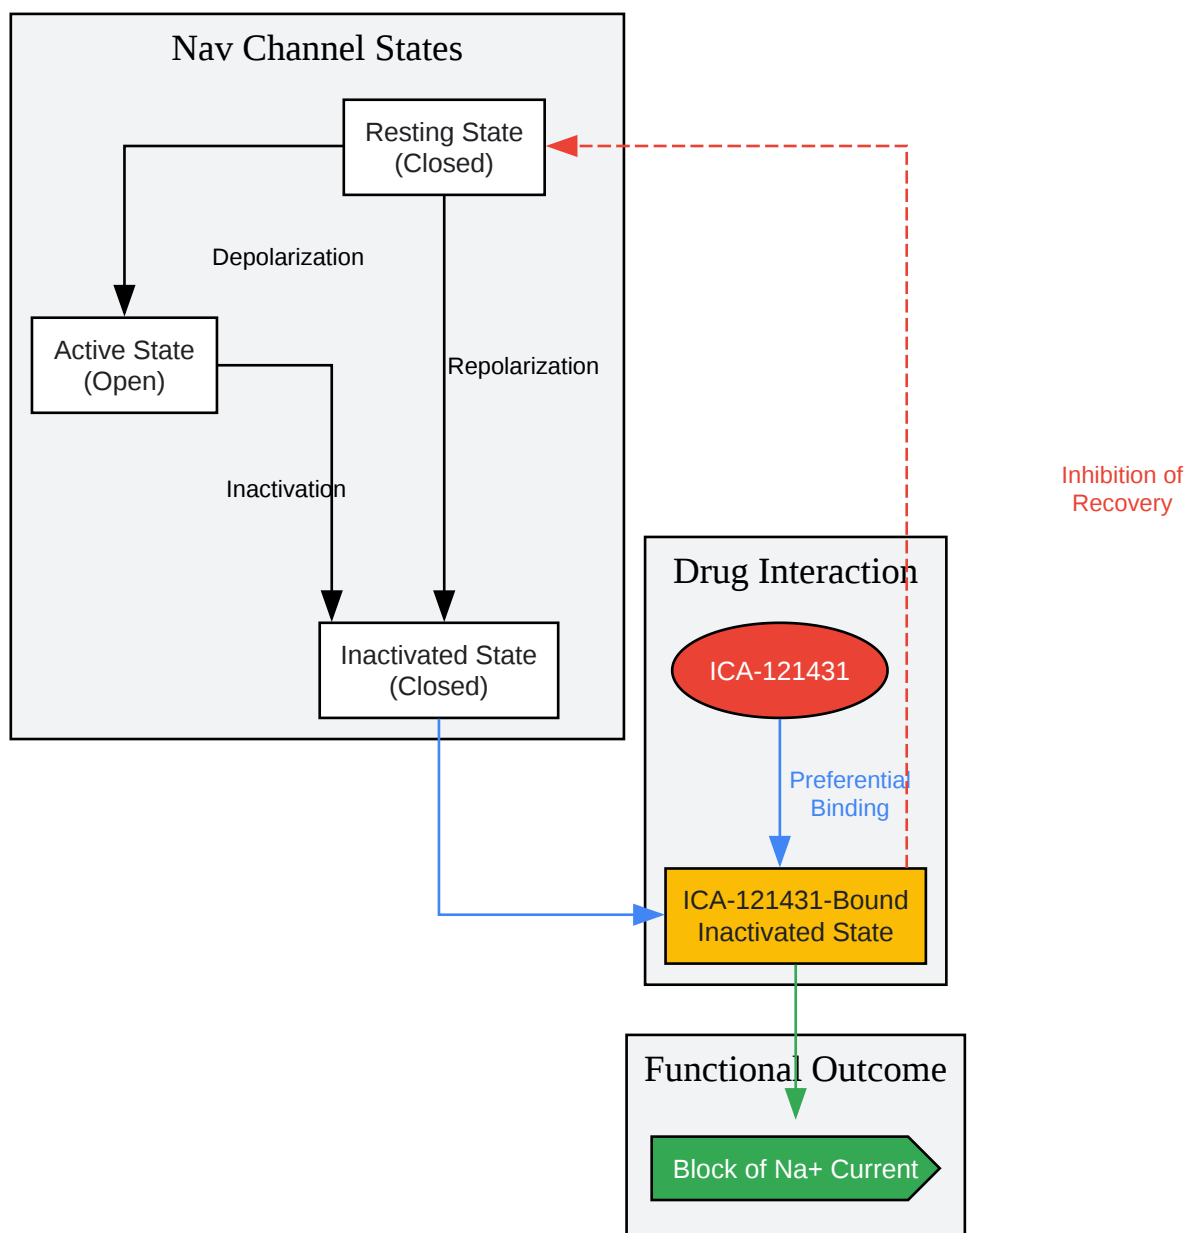 Nav Channel States
Resting State
(Closed)
Depolarization
Active State
(Open)
Repolarization
Inactivation
Inactivated State
(Closed)
Inhibition of
Recovery
Drug Interaction
ICA-121431
Preferential
Binding
ICA-121431-Bound
Inactivated State
Functional Outcome
Block of Na+ Current